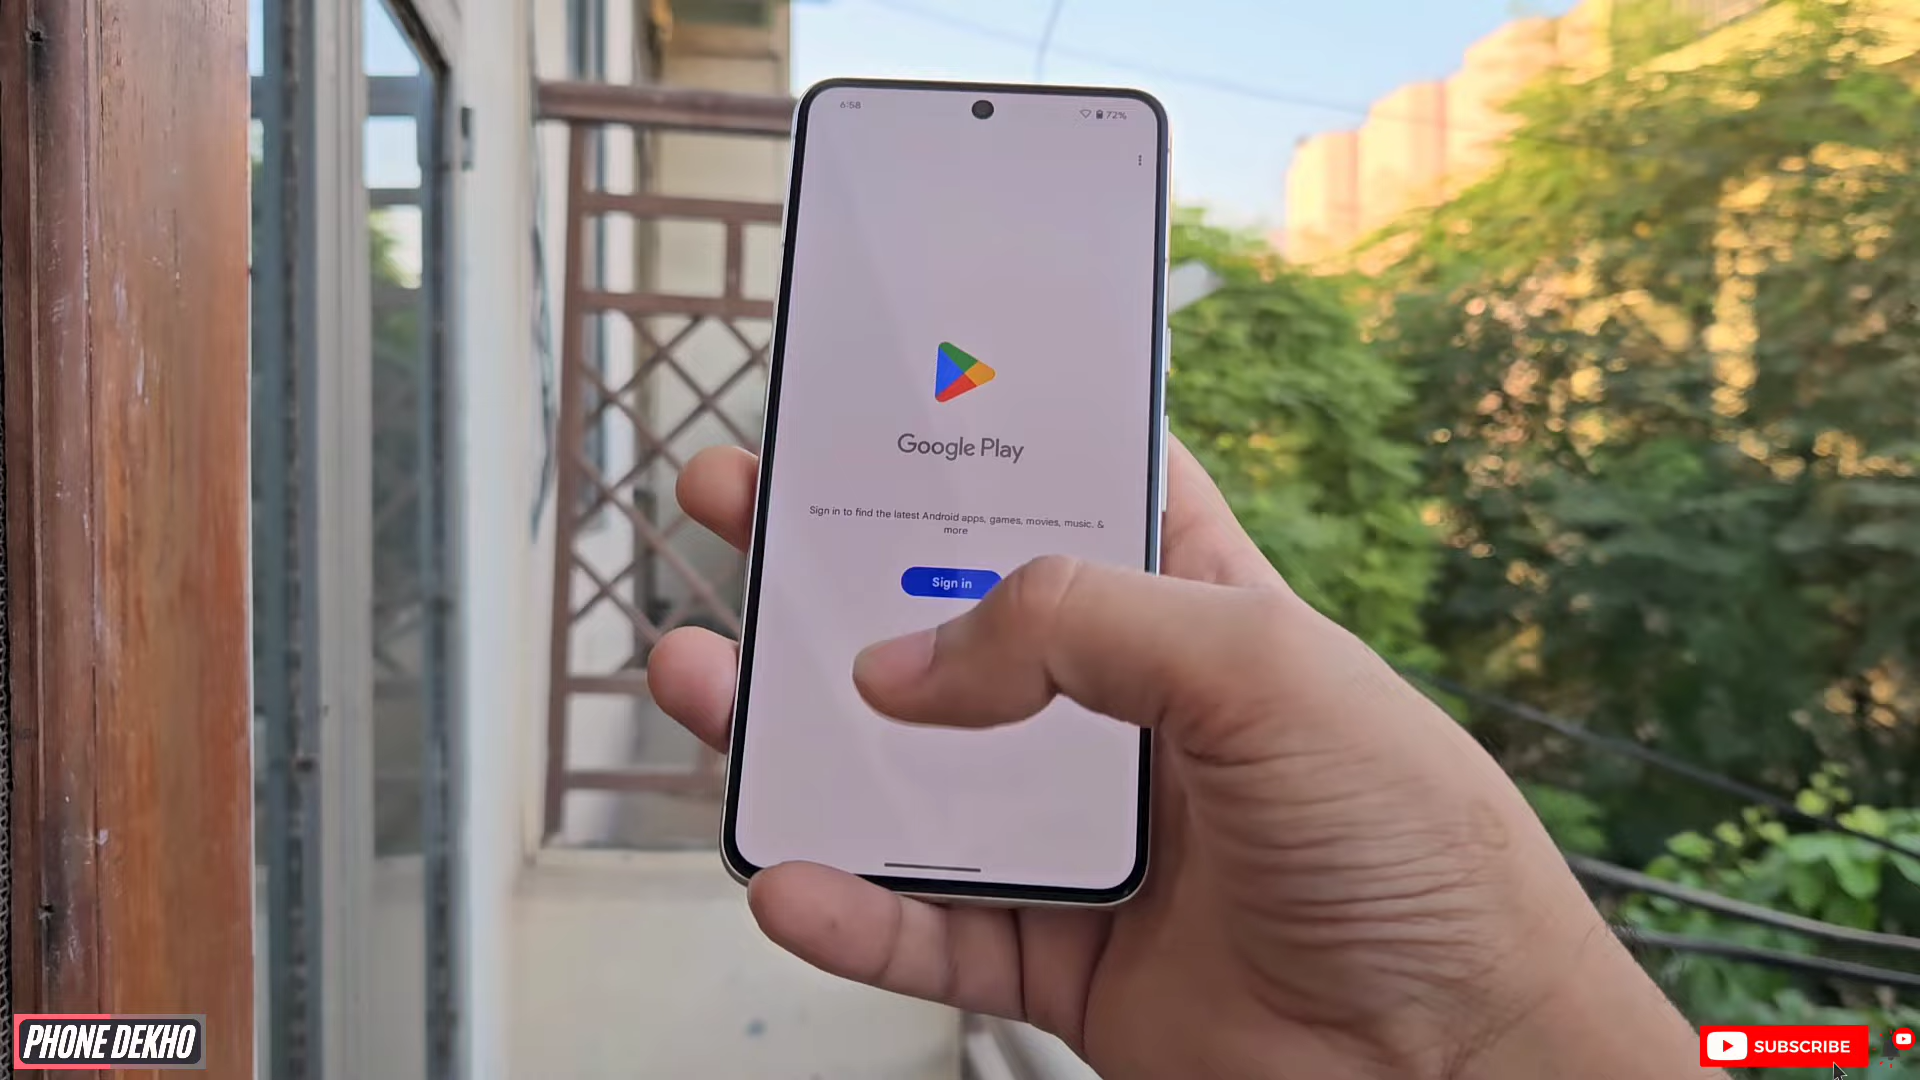 6:58
72%
Google Play
Sign in to find the latest Android apps, games, movies, music, &
more
Sign in
PHONE DEKHO
SUBSCRIBE